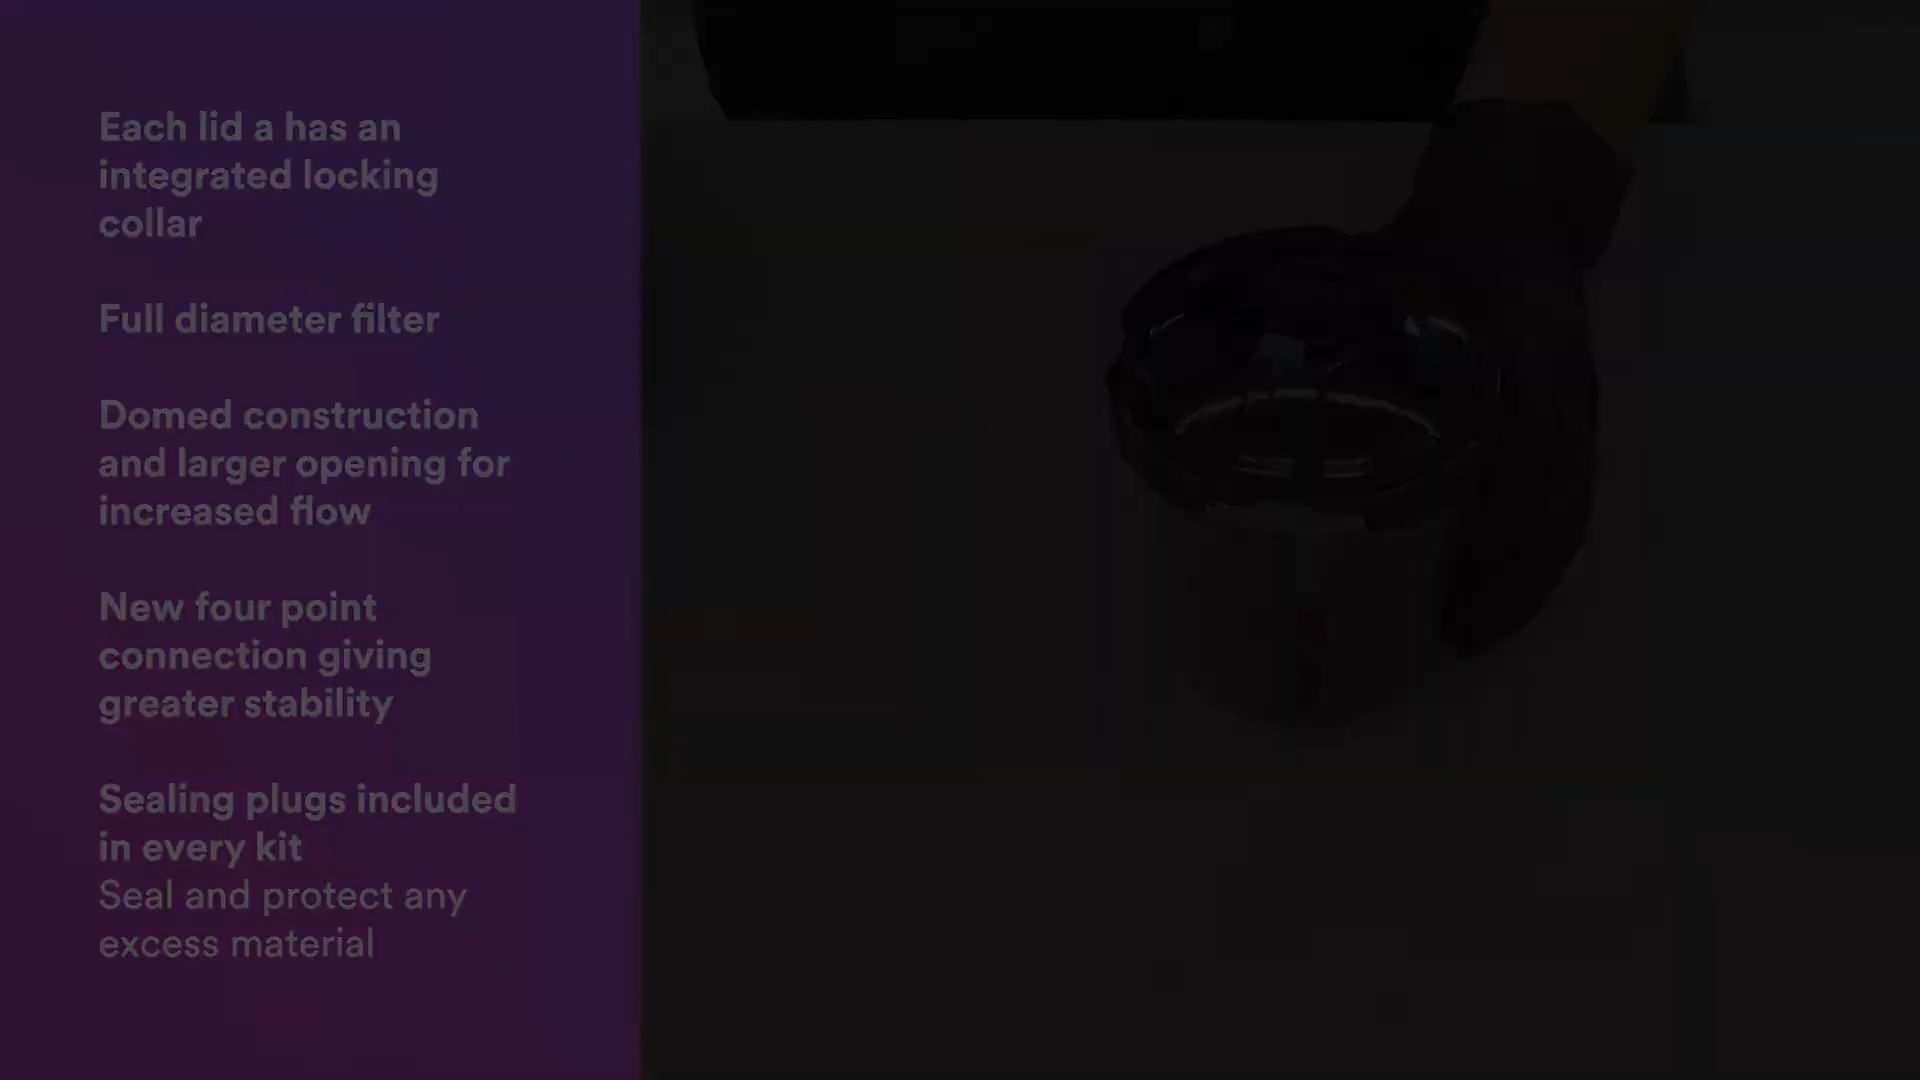 Each lid a has an
integrated locking
collar
Full diameter filter
Domed construction
and larger opening for
increased flow
New four point
connection giving
greater stability
Sealing plugs included
in every kit
Seal and protect any
excess material